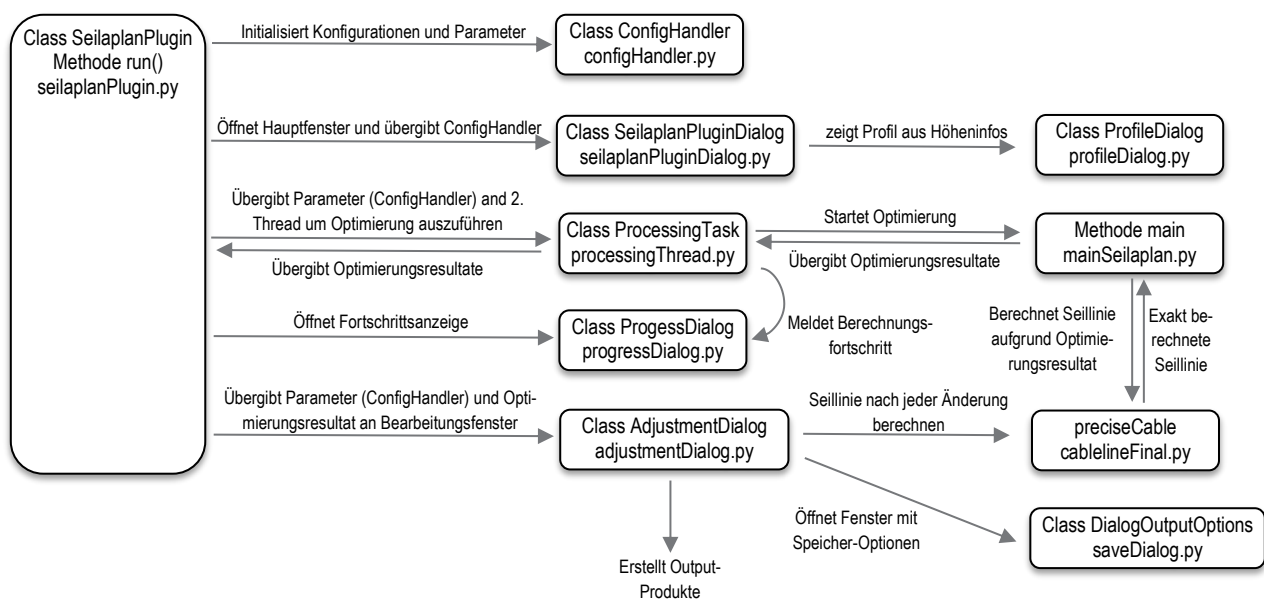 Class SeilaplanPlugin
Methode run()
seilaplanPlugin.py
Initialisiert Konfigurationen und Parameter
Class ConfigHandler
configHandler.py
Öffnet Hauptfenster und übergibt ConfigHandler
Class SeilaplanPluginDialog
seilaplanPluginDialog.py
zeigt Profil aus Höheninfos
Class ProfileDialog
profileDialog.py
Übergibt Parameter (ConfigHandler) and 2.
Thread um Optimierung auszuführen
Übergibt Optimierungsresultate
Class ProcessingTask
processingThread.py
Startet Optimierung
Übergibt Optimierungsresultate
Methode main
mainSeilaplan.py
Öffnet Fortschrittsanzeige
Class ProgessDialog
progressDialog.py
Meldet Berechnungs-
fortschritt
Berechnet Seillinie
aufgrund Optimie-
rungsresultat
Exakt be-
rechnete
Seillinie
Übergibt Parameter (ConfigHandler) und Opti-
mierungsresultat an Bearbeitungsfenster
Class AdjustmentDialog
adjustmentDialog.py
Seillinie nach jeder Änderung
berechnen
preciseCable
cablelineFinal.py
Öffnet Fenster mit
Speicher-Optionen
Class DialogOutputOptions
saveDialog.py
Erstellt Output-
Produkte